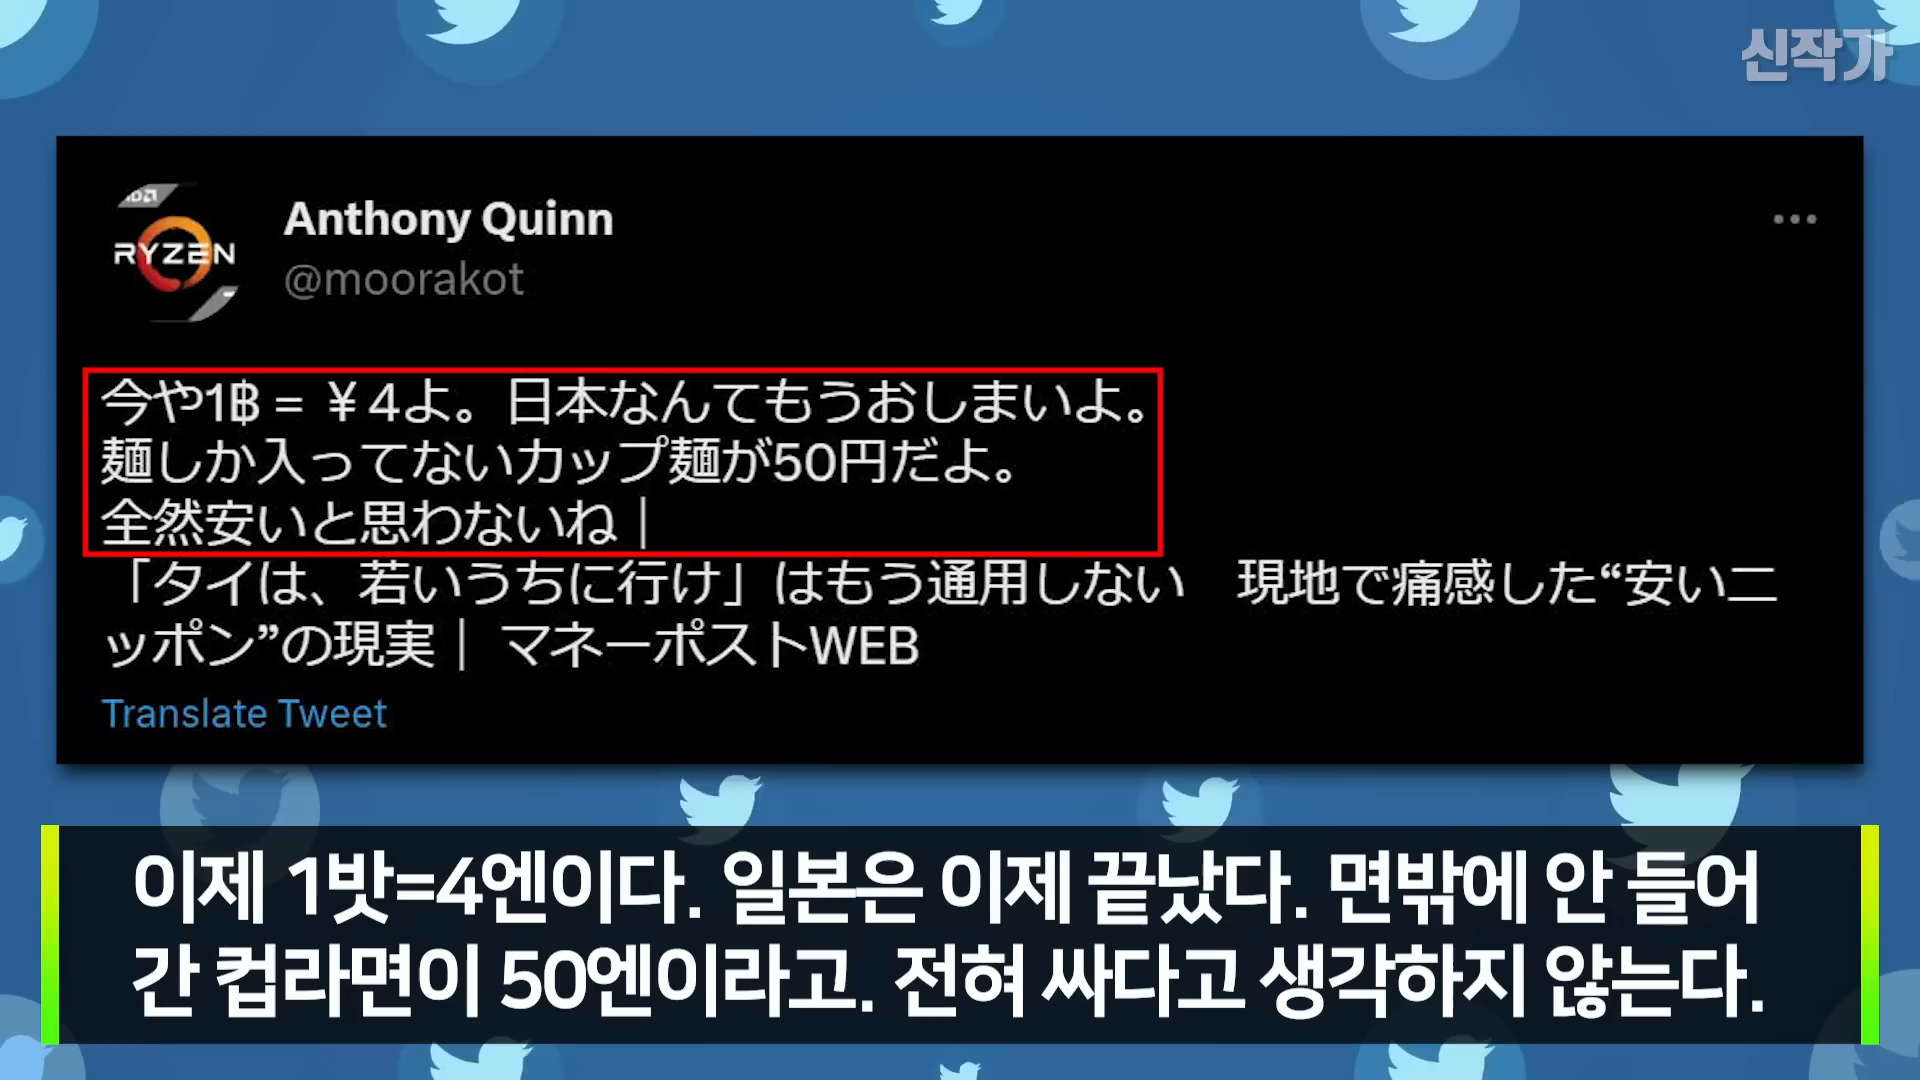 신작가
AMD
RYZEN
Anthony Quinn
@moorakot
今や1฿ = ￥4よ。日本なんてもうおしまいよ。
麺しか入ってないカップ麺が50円だよ。
全然安いと思わないね｜
「タイは、若いうちに行け」はもう通用しない　現地で痛感した“安いニ
ッポン”の現実｜ マネーポストWEB
Translate Tweet
이제 1밧=4엔이다. 일본은 이제 끝났다. 면밖에 안 들어
간 컵라면이 50엔이라고. 전혀 싸다고 생각하지 않는다.